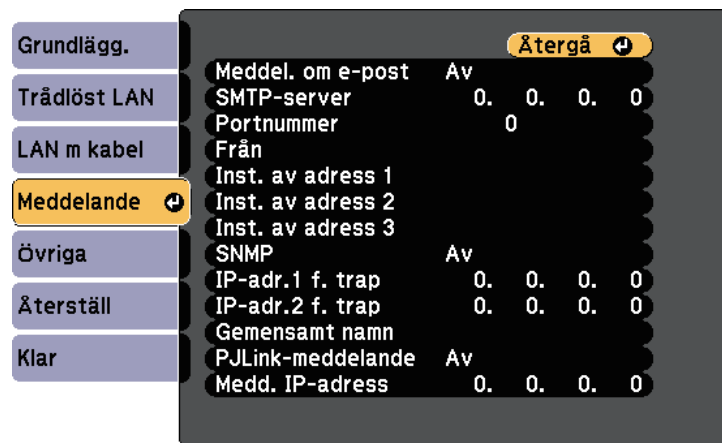 Grundlägg.
Trådlöst LAN
LAN m kabel
Meddelande
Övriga
Återställ
Klar
Återgå
Meddel. om e-post Av
SMTP-server 0. 0. 0. 0
Portnummer 0
Från
Inst. av adress 1
Inst. av adress 2
Inst. av adress 3
SNMP Av
IP-adr.1 f. trap 0. 0. 0. 0
IP-adr.2 f. trap 0. 0. 0. 0
Gemensamt namn
PJLink-meddelande Av
Medd. IP-adress 0. 0. 0. 0